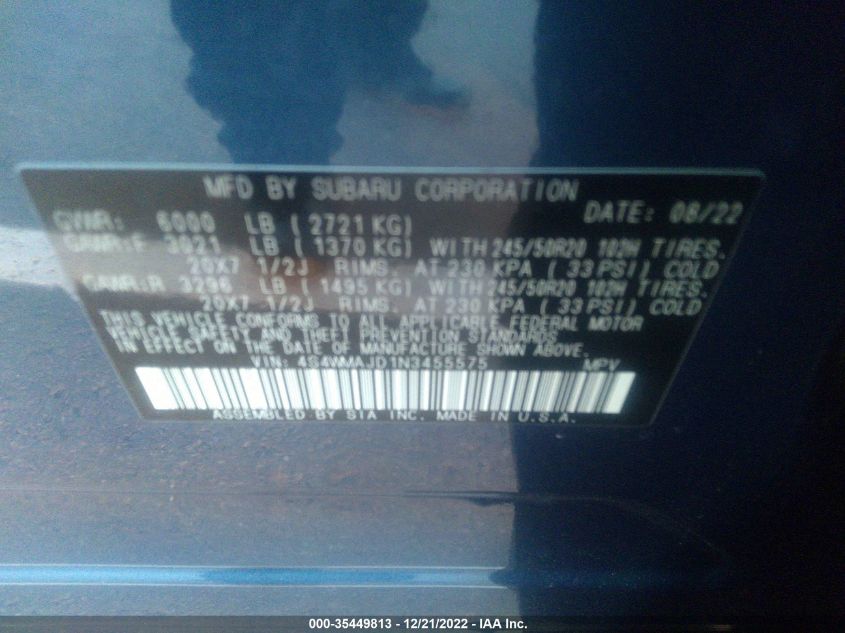 MFD BY SUBARU CORPORATION
DATE: 08/22
GVWR: 6000 LB ( 2721 KG)
GAWR:F 3021 LB ( 1370 KG) WITH 245/50R20 102H TIRES.
20X7 1/2J RIMS. AT 230 KPA ( 33 PSI) COLD
GAWR:R 3296 LB ( 1495 KG) WITH 245/50R20 102H TIRES.
20X7 1/2J RIMS. AT 230 KPA ( 33 PSI) COLD
THIS VEHICLE CONFORMS TO ALL APPLICABLE FEDERAL MOTOR
VEHICLE SAFETY AND THEFT PREVENTION STANDARDS
IN EFFECT ON THE DATE OF MANUFACTURE SHOWN ABOVE.
VIN: 4S4WMAJD1N3455575 MPV
ASSEMBLED BY SIA INC. MADE IN U.S.A.
000-35449813 - 12/21/2022 - IAA Inc.